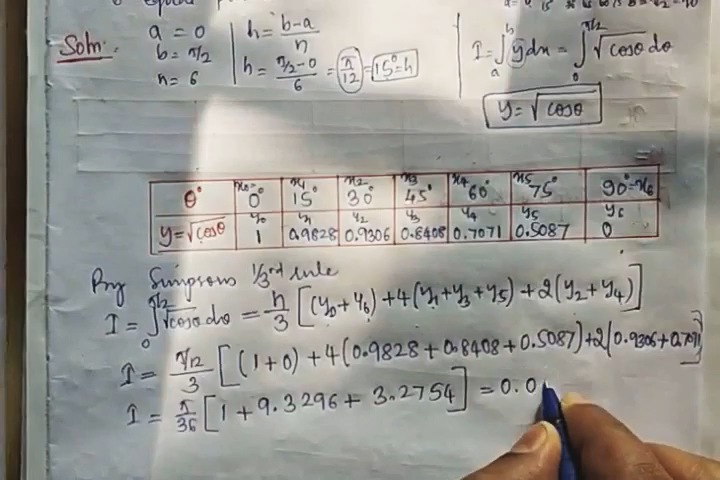 Soln:
a = 0
b = π/2
n = 6
h = b-a/n
h = π/2-0/6 = π/12 = 15° = h
I = ∫ₐᵇ y dx = ∫₀^π/2 √cosθ dθ
y = √cosθ
θ° x₀= 0° x₁ 15° x₂ 30° x₃ 45° x₄ 60° x₅ 75° 90°=x₆
y=√cosθ y₀ 1 y₁ 0.9828 y₂ 0.9306 y₃ 0.8408 y₄ 0.7071 y₅ 0.5087 y₆ 0
By Simpsons 1/3rd rule
I = ∫₀^π/2 √cosθ dθ = h/3 [(y₀+y₆)+4(y₁+y₃+y₅)+2(y₂+y₄)]
I = π/12/3 [(1+0)+4(0.9828+0.8408+0.5087)+2(0.9306+0.7071)]
I = π/36 [1+9.3296+3.2754] = 0.0